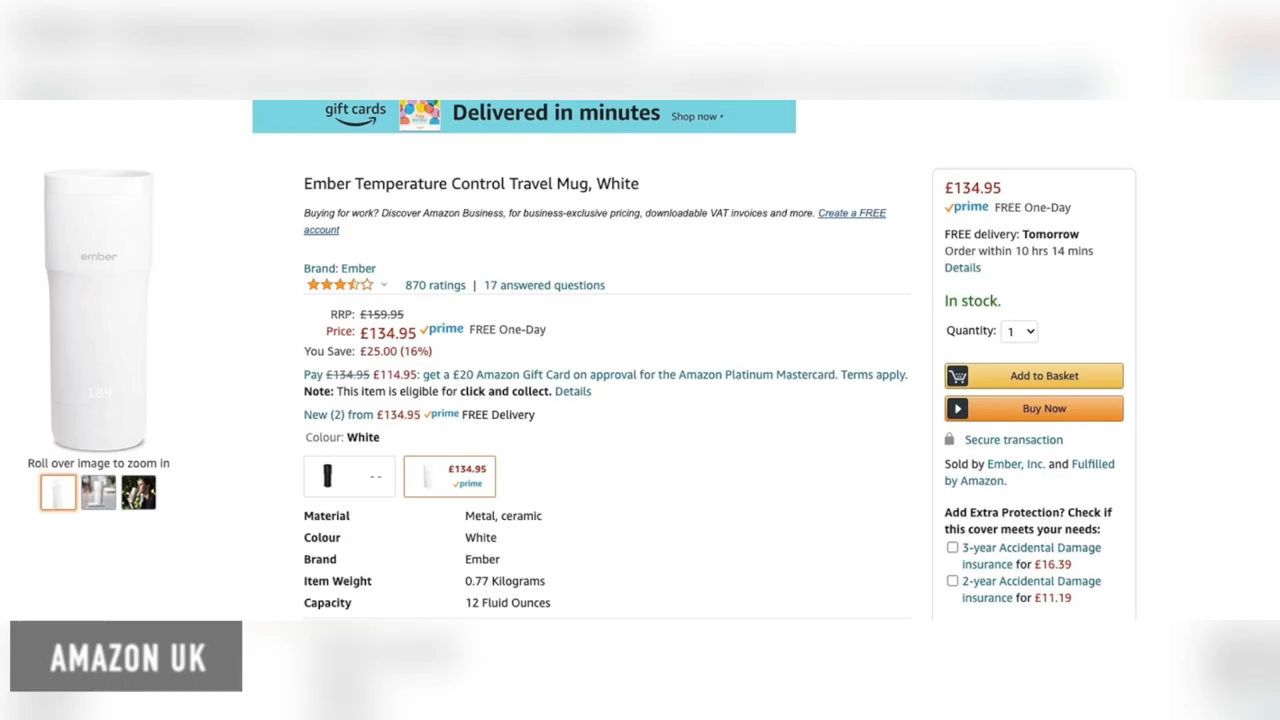 gift cards
Delivered in minutes
Shop now
ember
Roll over image to zoom in
Ember Temperature Control Travel Mug, White
Buying for work? Discover Amazon Business, for business-exclusive pricing, downloadable VAT invoices and more. Create a FREE
account
Brand: Ember
870 ratings | 17 answered questions
RRP: £159.95
Price: £134.95 prime FREE One-Day
You Save: £25.00 (16%)
Pay £134.95 £114.95: get a £20 Amazon Gift Card on approval for the Amazon Platinum Mastercard. Terms apply.
Note: This item is eligible for click and collect. Details
New (2) from £134.95 prime FREE Delivery
Colour: White
- -
£134.95
prime
Material Metal, ceramic
Colour White
Brand Ember
Item Weight 0.77 Kilograms
Capacity 12 Fluid Ounces
£134.95
prime FREE One-Day
FREE delivery: Tomorrow
Order within 10 hrs 14 mins
Details
In stock.
Quantity: 1
Add to Basket
Buy Now
Secure transaction
Sold by Ember, Inc. and Fulfilled
by Amazon.
Add Extra Protection? Check if
this cover meets your needs:
3-year Accidental Damage
insurance for £16.39
2-year Accidental Damage
insurance for £11.19
AMAZON UK